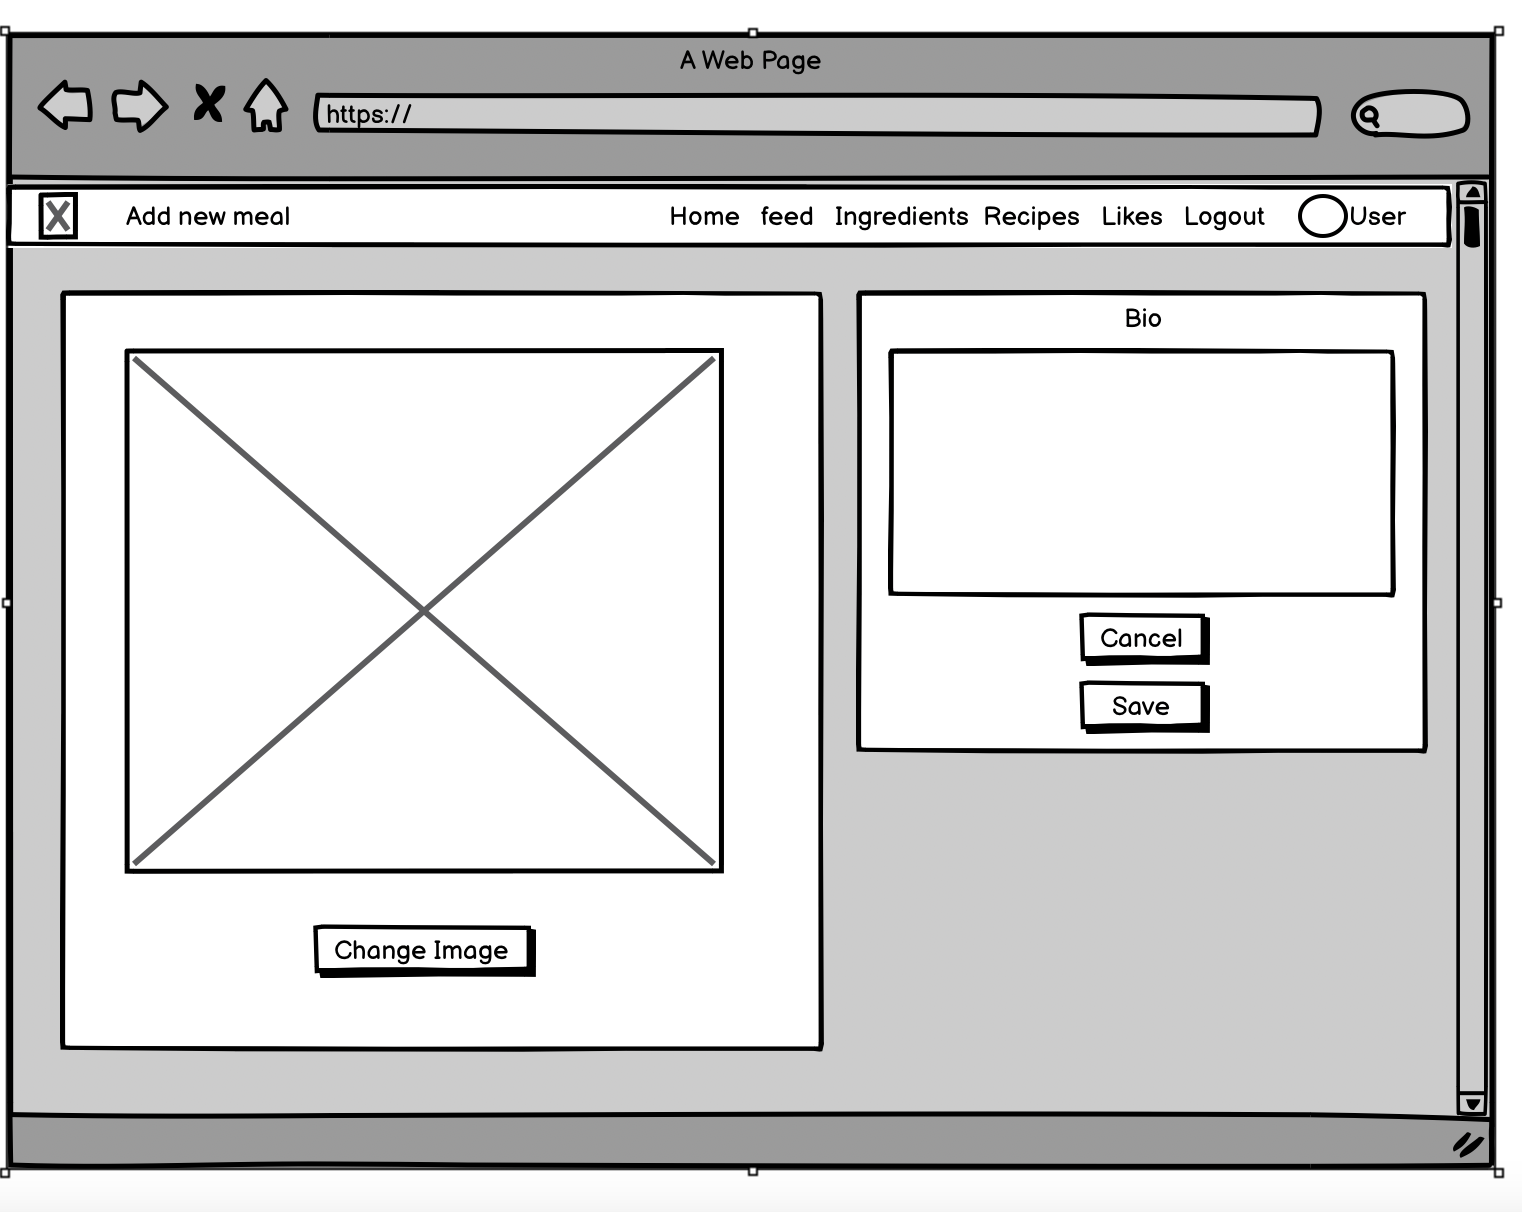 A Web Page
https://
Add new meal Home feed Ingredients Recipes Likes Logout User
Bio
Cancel
Save
Change Image